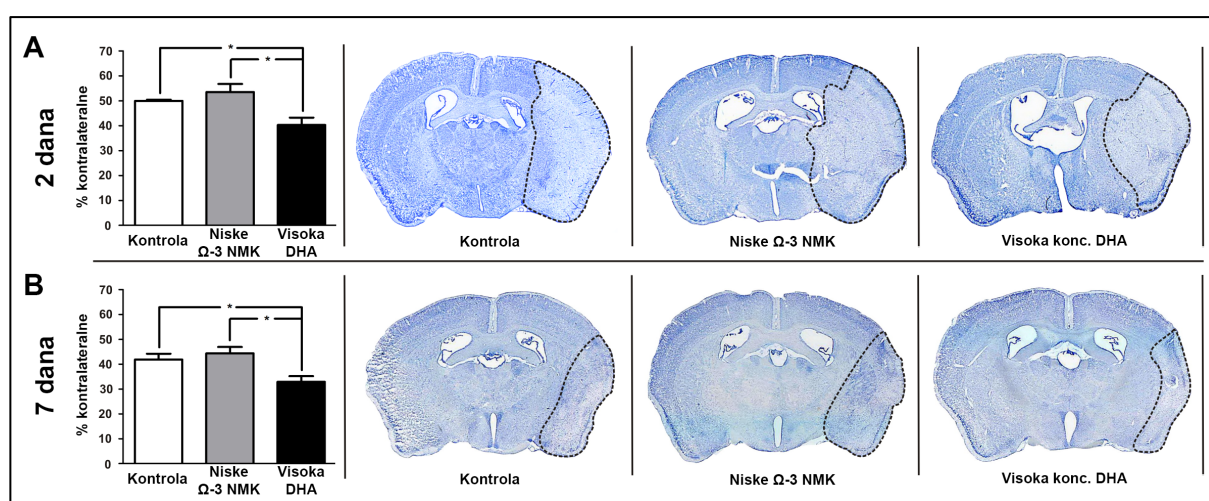 A
2 dana
% kontralateralne
70
60
50
40
30
20
10
0
*
*
Kontrola
Niske
Ω-3 NMK
Visoka
DHA
Kontrola
Niske Ω-3 NMK
Visoka konc. DHA
B
7 dana
% kontralateralne
70
60
50
40
30
20
10
0
*
*
Kontrola
Niske
Ω-3 NMK
Visoka
DHA
Kontrola
Niske Ω-3 NMK
Visoka konc. DHA